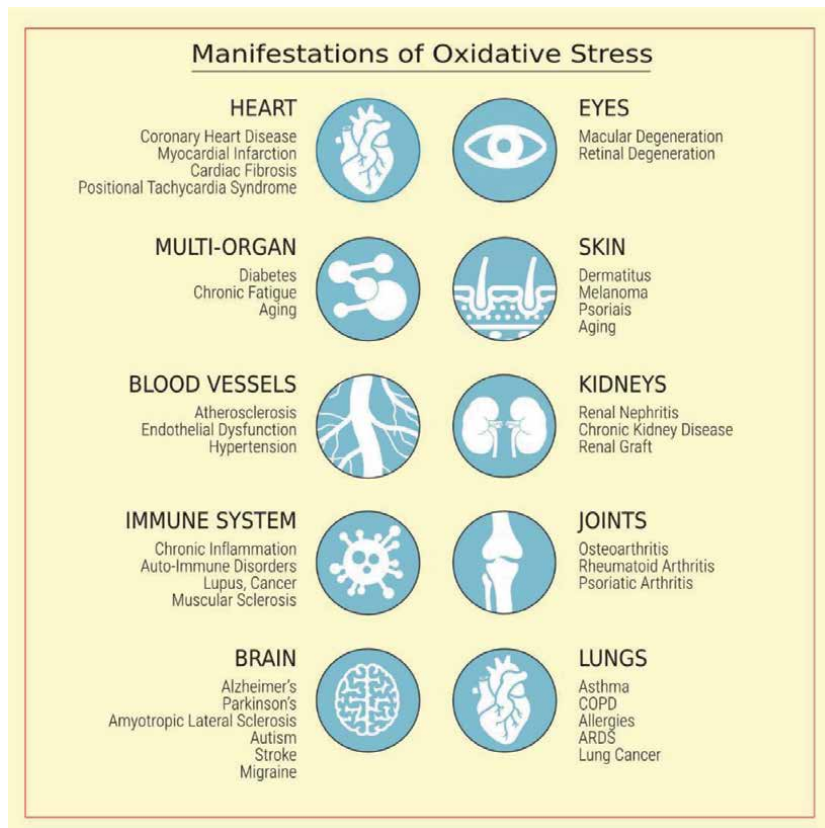 Manifestations of Oxidative Stress
HEART
Coronary Heart Disease
Myocardial Infarction
Cardiac Fibrosis
Positional Tachycardia Syndrome
EYES
Macular Degeneration
Retinal Degeneration
MULTI-ORGAN
Diabetes
Chronic Fatigue
Aging
SKIN
Dermatitus
Melanoma
Psoriais
Aging
BLOOD VESSELS
Atherosclerosis
Endothelial Dysfunction
Hypertension
KIDNEYS
Renal Nephritis
Chronic Kidney Disease
Renal Graft
IMMUNE SYSTEM
Chronic Inflammation
Auto-Immune Disorders
Lupus, Cancer
Muscular Sclerosis
JOINTS
Osteoarthritis
Rheumatoid Arthritis
Psoriatic Arthritis
BRAIN
Alzheimer's
Parkinson's
Amyotropic Lateral Sclerosis
Autism
Stroke
Migraine
LUNGS
Asthma
COPD
Allergies
ARDS
Lung Cancer